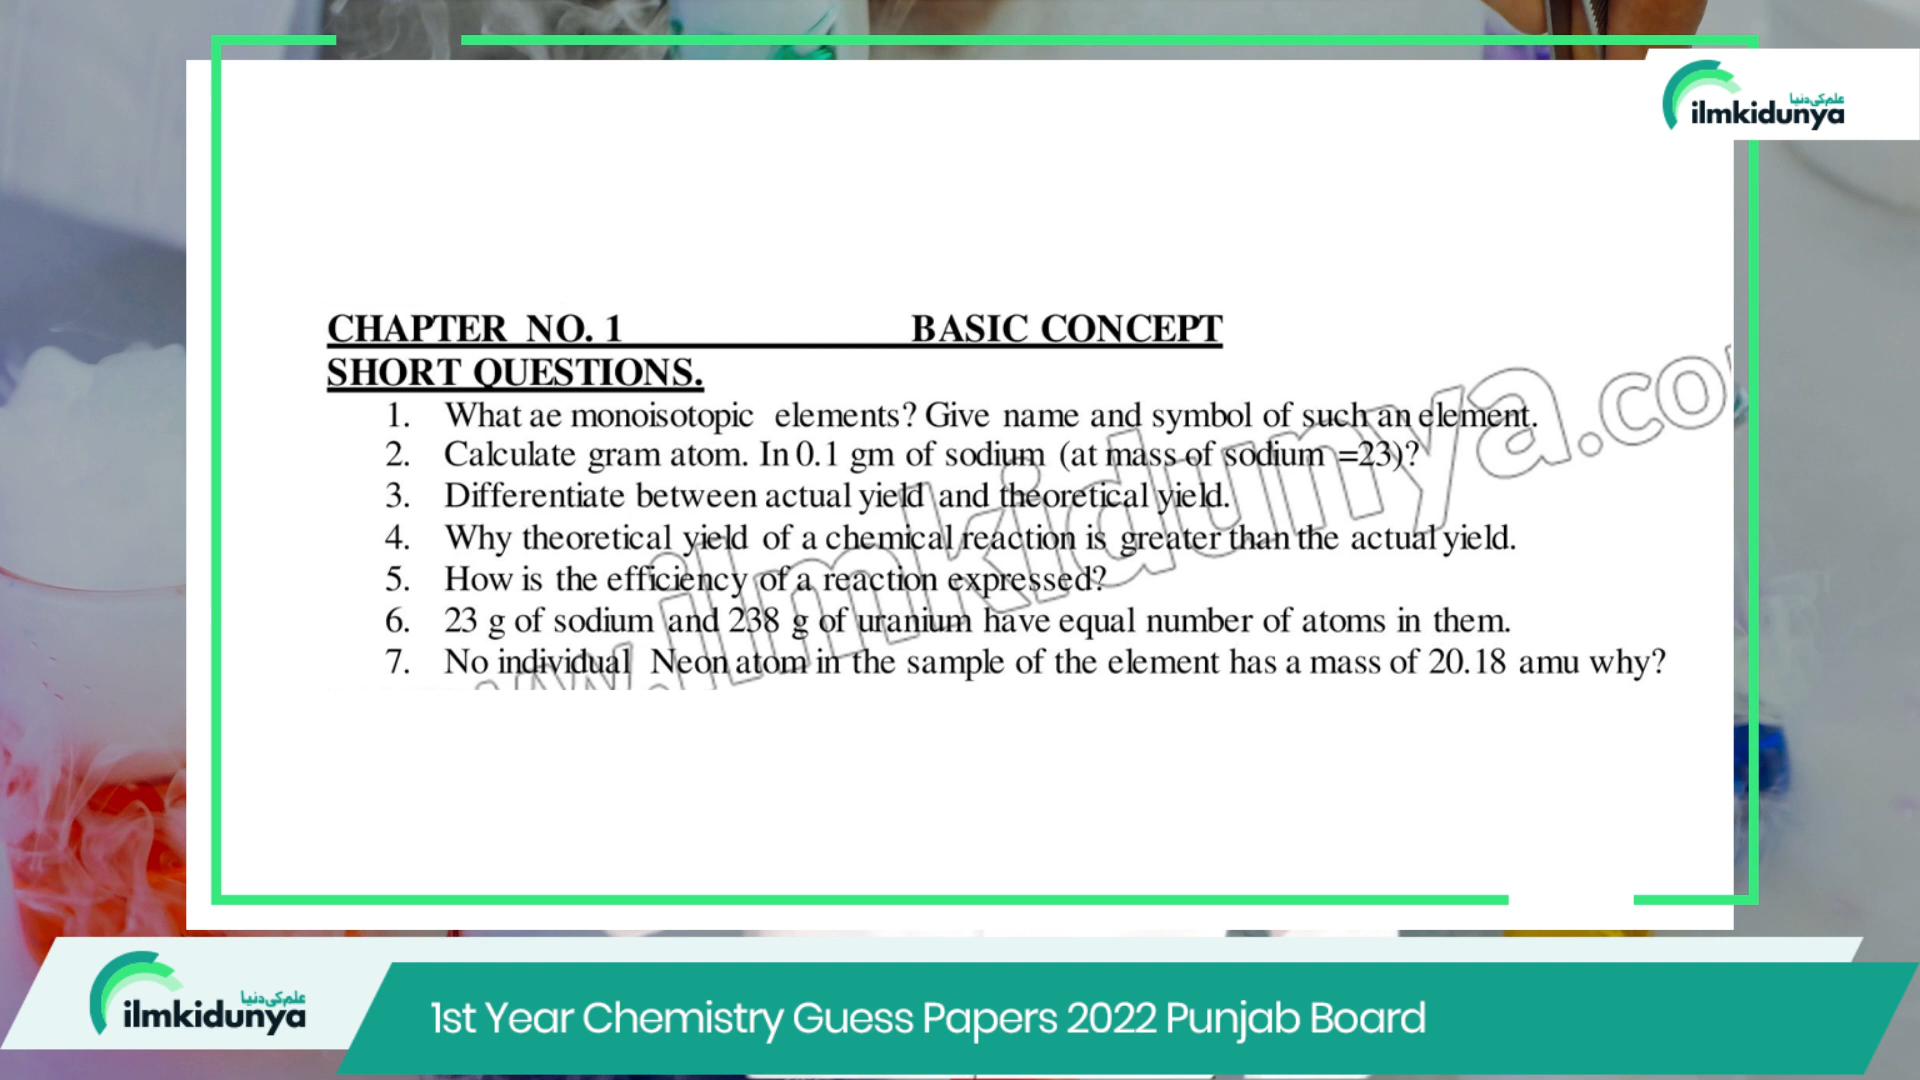 علم کی دنیا
ilmkidunya
CHAPTER NO. 1 BASIC CONCEPT
SHORT QUESTIONS.
1. What ae monoisotopic elements? Give name and symbol of such an element.
2. Calculate gram atom. In 0.1 gm of sodium (at mass of sodium =23)?
3. Differentiate between actual yield and theoretical yield.
4. Why theoretical yield of a chemical reaction is greater than the actual yield.
5. How is the efficiency of a reaction expressed?
6. 23 g of sodium and 238 g of uranium have equal number of atoms in them.
7. No individual Neon atom in the sample of the element has a mass of 20.18 amu why?
w.ilmkidunya.co
علم کی دنیا
ilmkidunya
1st Year Chemistry Guess Papers 2022 Punjab Board